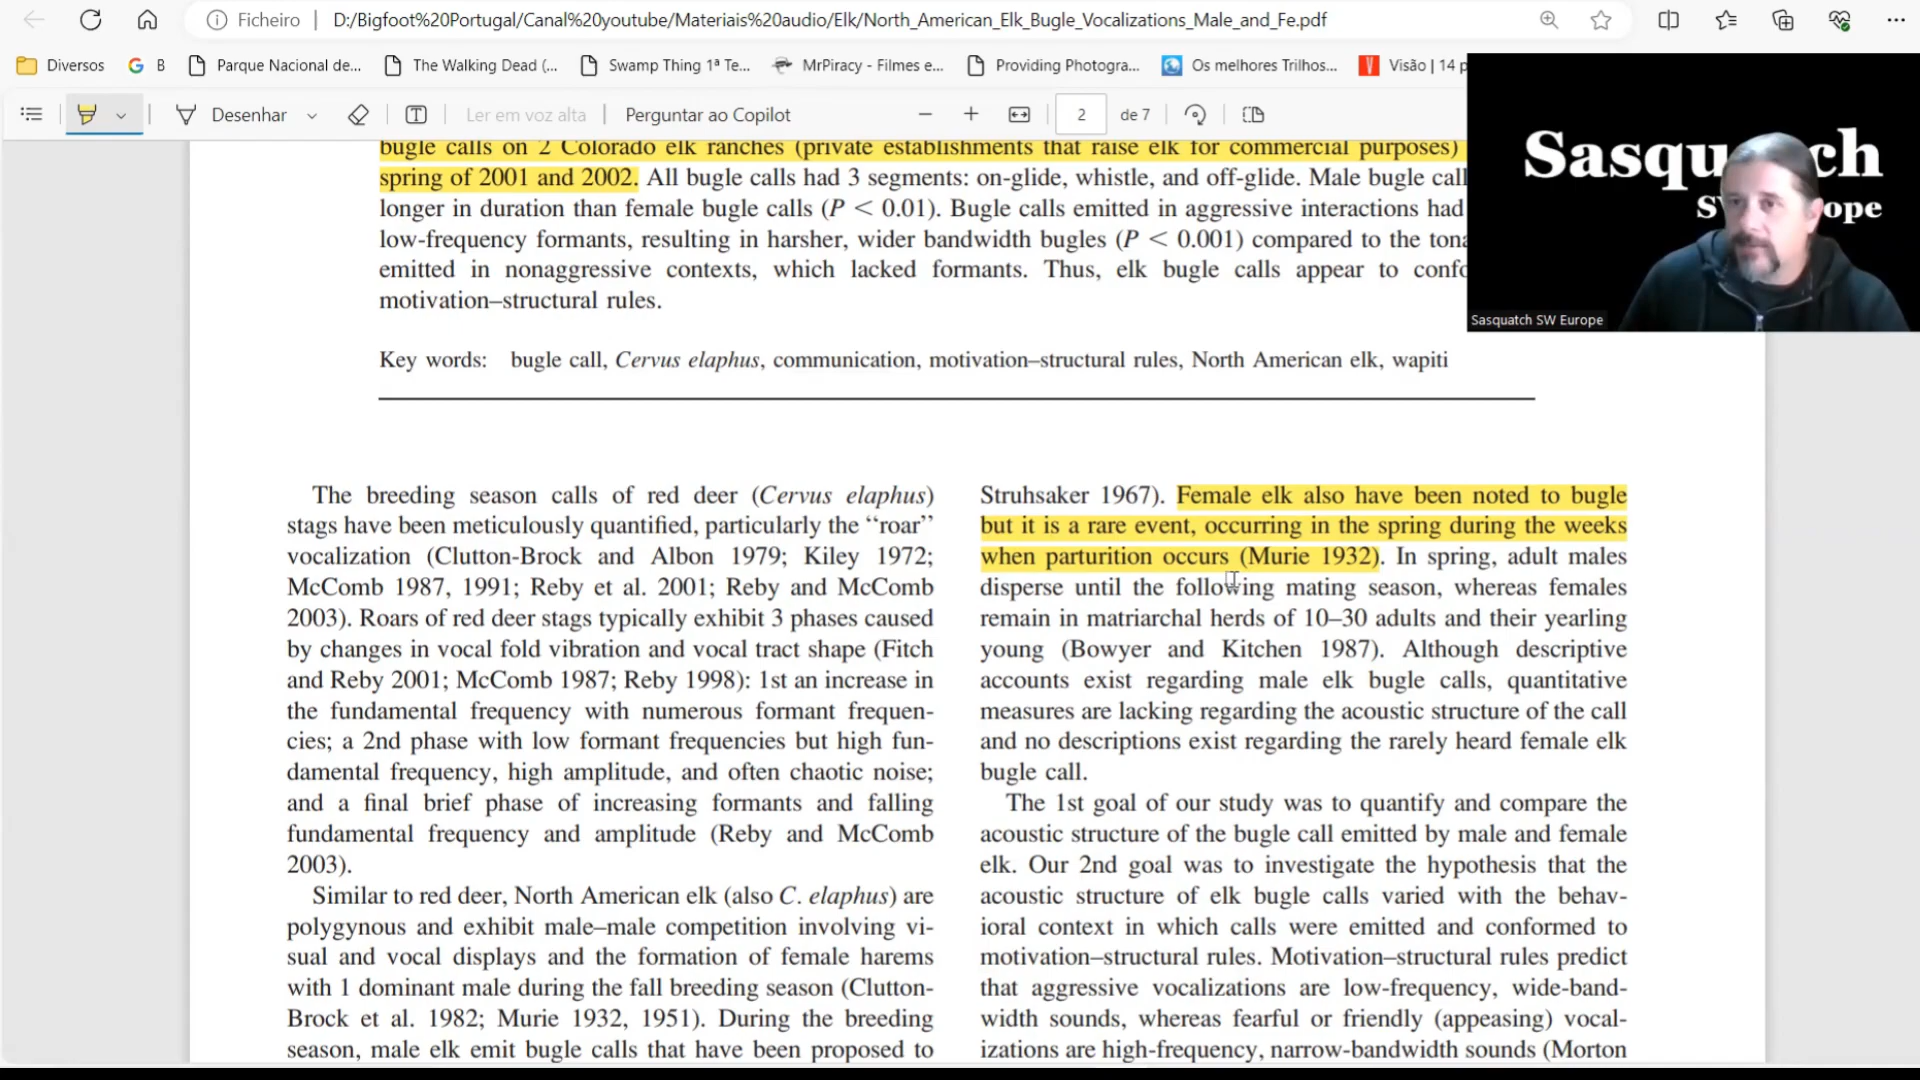 Ficheiro D:/Bigfoot%20Portugal/Canal%20youtube/Materiais%20audio/Elk/North_American_Elk_Bugle_Vocalizations_Male_and_Fe.pdf
Diversos B Parque Nacional de... The Walking Dead (... Swamp Thing 1ª Te... MrPiracy - Filmes e... Providing Photogra... Os melhores Trilhos... Visão | 14 p
Desenhar Ler em voz alta Perguntar ao Copilot 2 de 7
Sasquatch SW Europe
bugle calls on 2 Colorado elk ranches (private establishments that raise elk for commercial purposes)
spring of 2001 and 2002. All bugle calls had 3 segments: on-glide, whistle, and off-glide. Male bugle cal
longer in duration than female bugle calls (P < 0.01). Bugle calls emitted in aggressive interactions had
low-frequency formants, resulting in harsher, wider bandwidth bugles (P < 0.001) compared to the tona
emitted in nonaggressive contexts, which lacked formants. Thus, elk bugle calls appear to confo
motivation–structural rules.
Key words: bugle call, Cervus elaphus, communication, motivation–structural rules, North American elk, wapiti
The breeding season calls of red deer (Cervus elaphus)
stags have been meticulously quantified, particularly the ‘‘roar’’
vocalization (Clutton-Brock and Albon 1979; Kiley 1972;
McComb 1987, 1991; Reby et al. 2001; Reby and McComb
2003). Roars of red deer stags typically exhibit 3 phases caused
by changes in vocal fold vibration and vocal tract shape (Fitch
and Reby 2001; McComb 1987; Reby 1998): 1st an increase in
the fundamental frequency with numerous formant frequen-
cies; a 2nd phase with low formant frequencies but high fun-
damental frequency, high amplitude, and often chaotic noise;
and a final brief phase of increasing formants and falling
fundamental frequency and amplitude (Reby and McComb
2003).
Similar to red deer, North American elk (also C. elaphus) are
polygynous and exhibit male–male competition involving vi-
sual and vocal displays and the formation of female harems
with 1 dominant male during the fall breeding season (Clutton-
Brock et al. 1982; Murie 1932, 1951). During the breeding
season, male elk emit bugle calls that have been proposed to
Struhsaker 1967). Female elk also have been noted to bugle
but it is a rare event, occurring in the spring during the weeks
when parturition occurs (Murie 1932). In spring, adult males
disperse until the following mating season, whereas females
remain in matriarchal herds of 10–30 adults and their yearling
young (Bowyer and Kitchen 1987). Although descriptive
accounts exist regarding male elk bugle calls, quantitative
measures are lacking regarding the acoustic structure of the call
and no descriptions exist regarding the rarely heard female elk
bugle call.
The 1st goal of our study was to quantify and compare the
acoustic structure of the bugle call emitted by male and female
elk. Our 2nd goal was to investigate the hypothesis that the
acoustic structure of elk bugle calls varied with the behav-
ioral context in which calls were emitted and conformed to
motivation–structural rules. Motivation–structural rules predict
that aggressive vocalizations are low-frequency, wide-band-
width sounds, whereas fearful or friendly (appeasing) vocal-
izations are high-frequency, narrow-bandwidth sounds (Morton